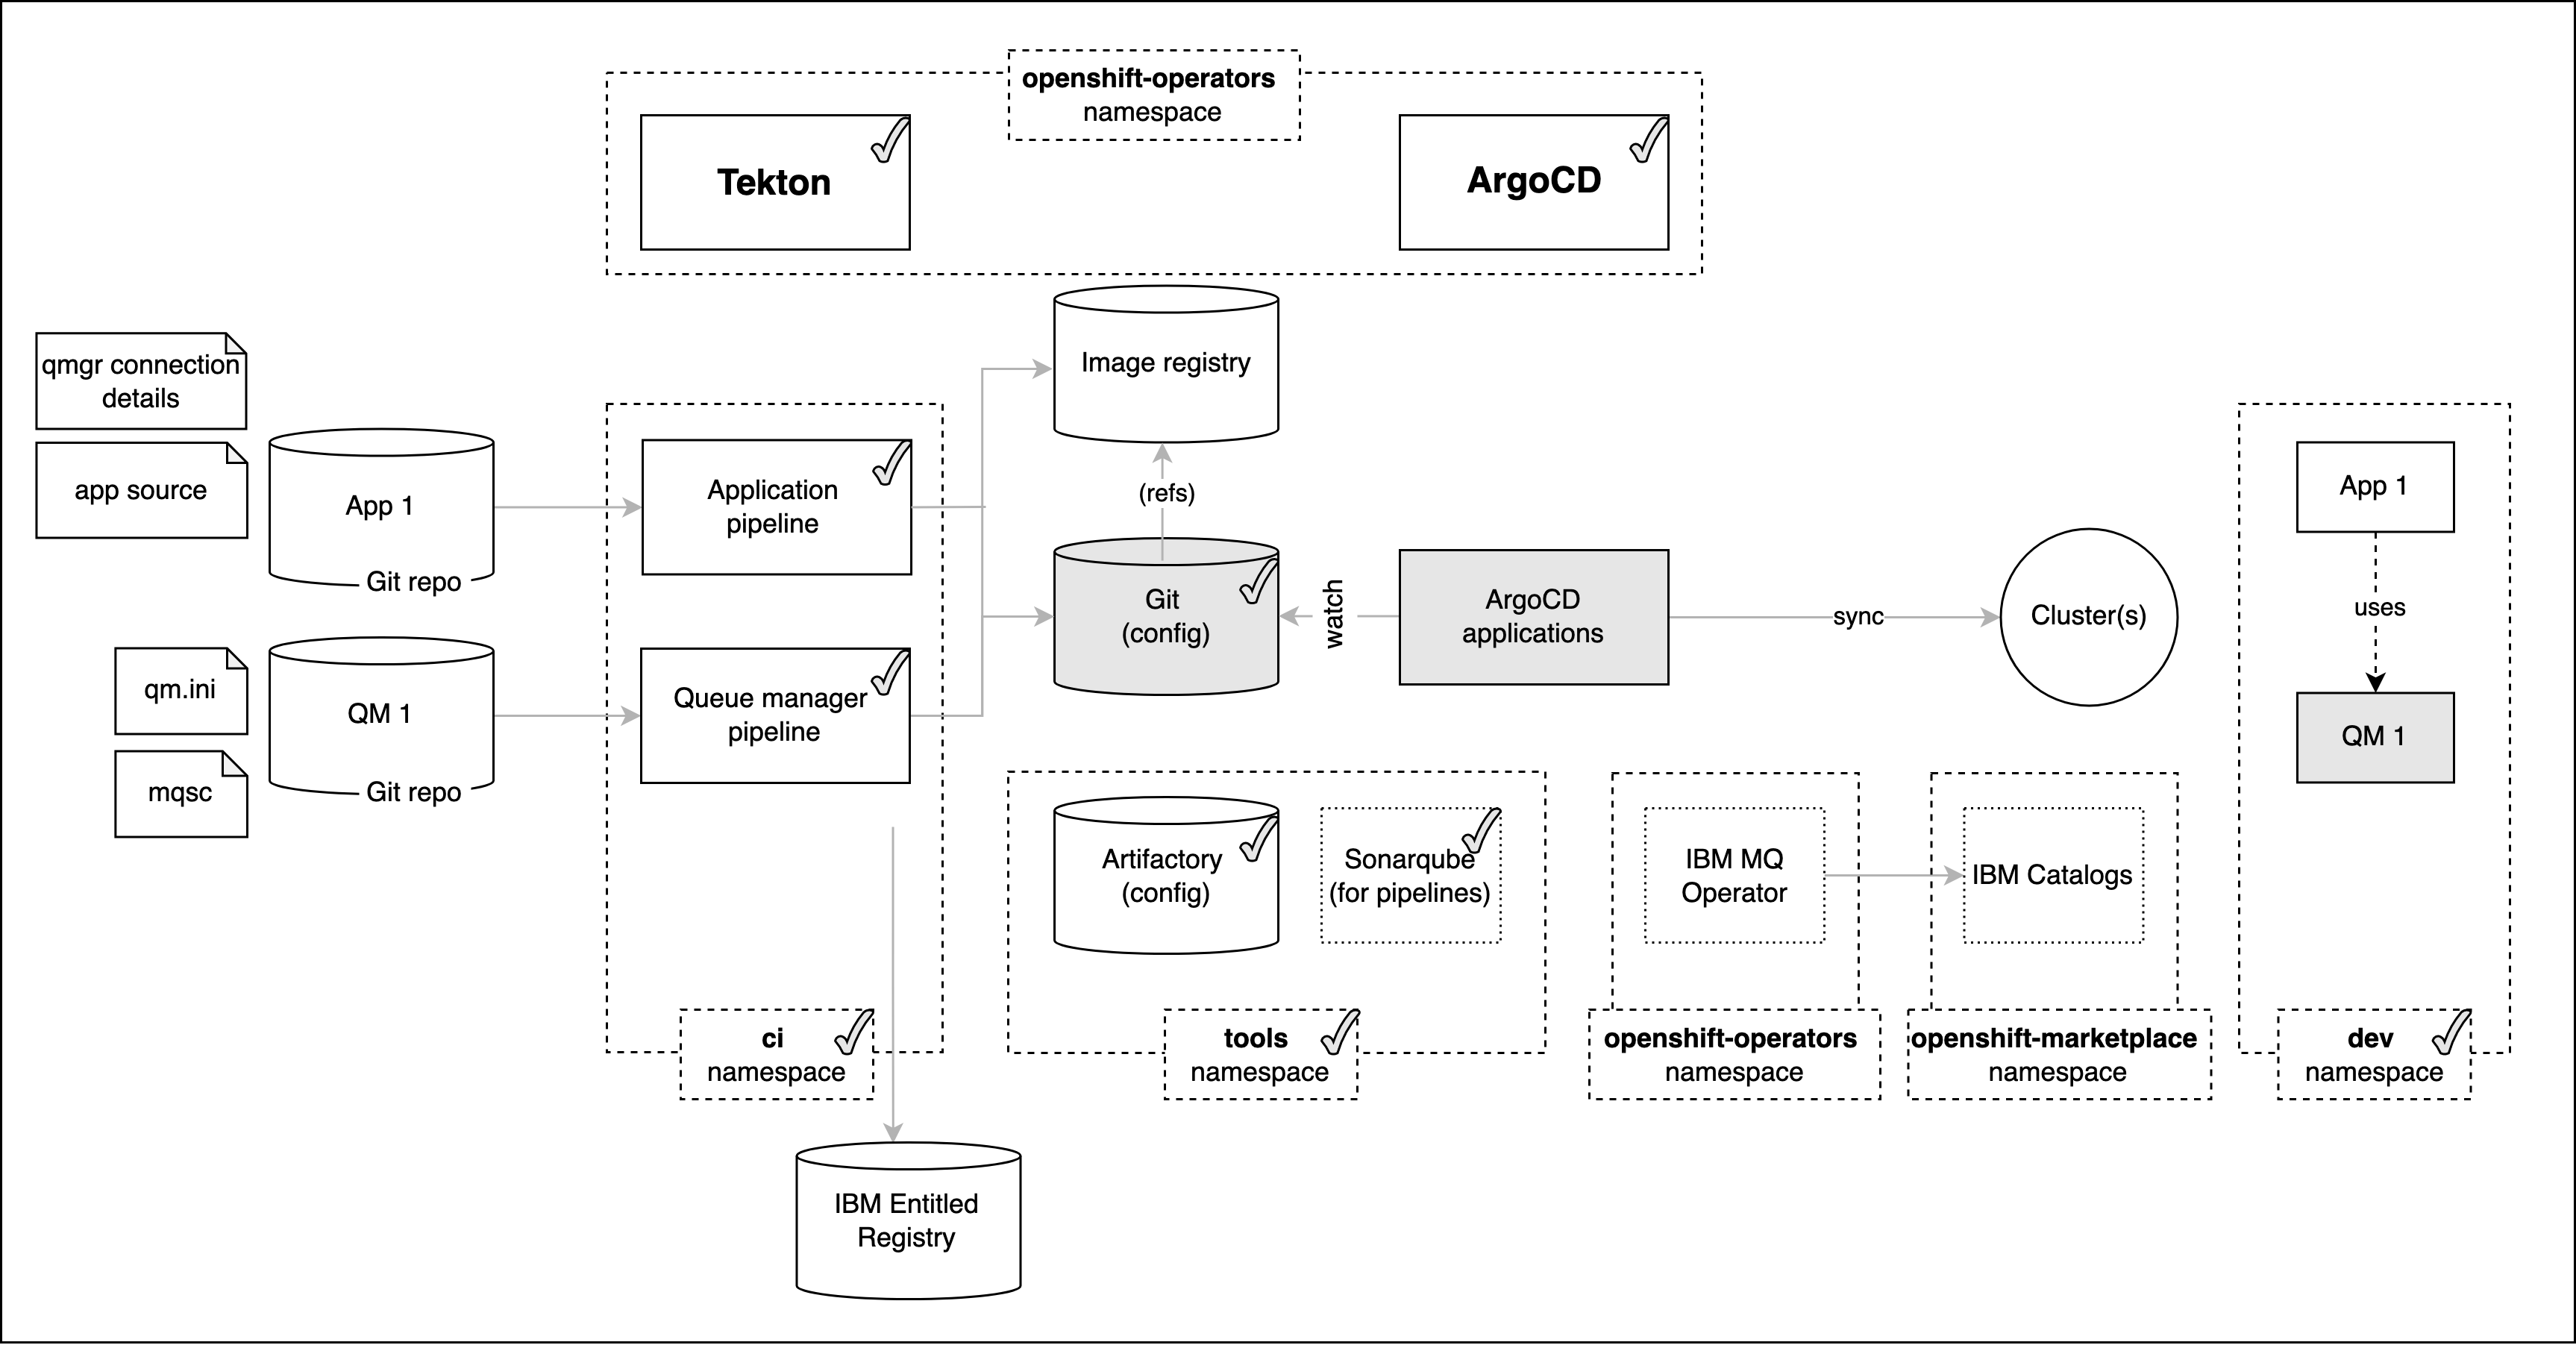 openshift-operators
namespace
Tekton
ArgoCD
qmgr connection
details
app source
App 1
Git repo
qm.ini
mqsc
QM 1
Git repo
Application
pipeline
Queue manager
pipeline
ci
namespace
Image registry
(refs)
Git
(config)
watch
ArgoCD
applications
sync
Cluster(s)
App 1
uses
QM 1
dev
namespace
Artifactory
(config)
Sonarqube
(for pipelines)
tools
namespace
IBM MQ
Operator
openshift-operators
namespace
IBM Catalogs
openshift-marketplace
namespace
IBM Entitled
Registry